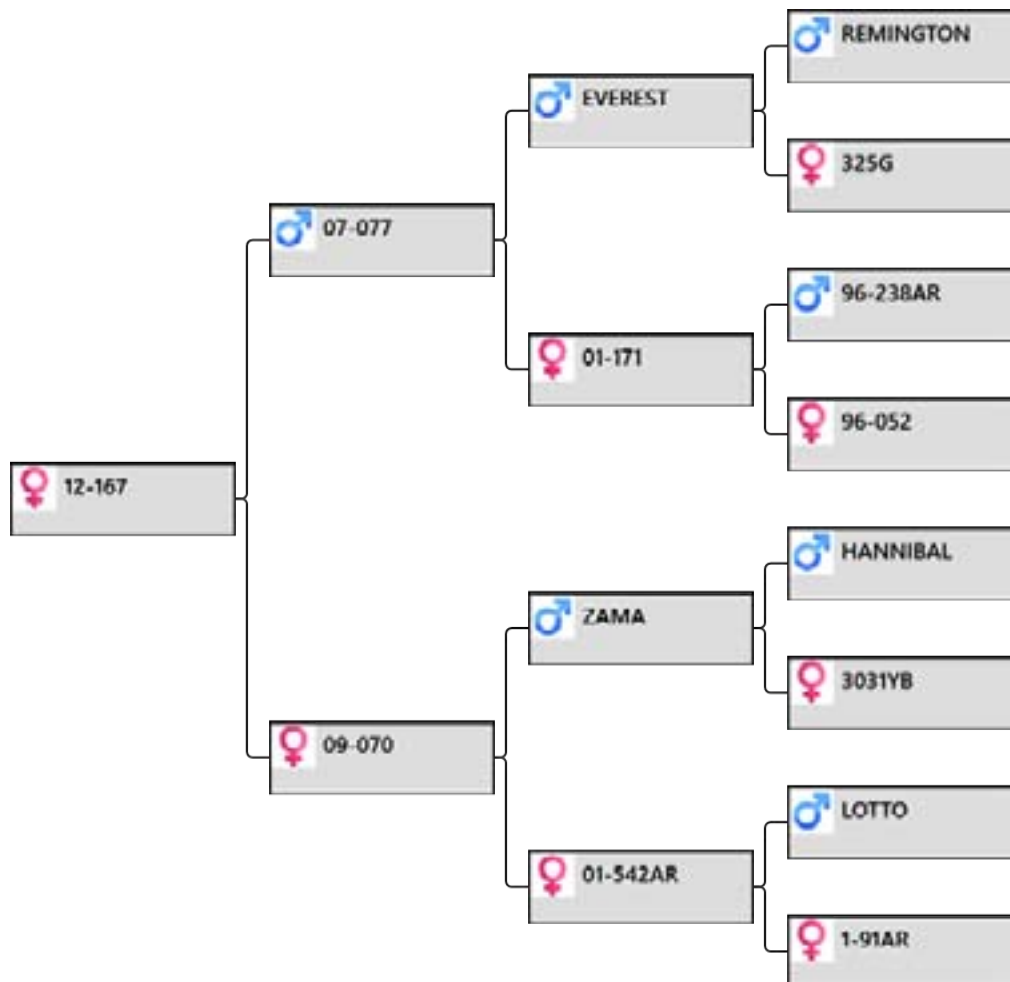 REMINGTON
EVEREST
325G
07-077
96-238AR
01-171
96-052
12-167
HANNIBAL
ZAMA
3031YB
09-070
LOTTO
01-542AR
1-91AR